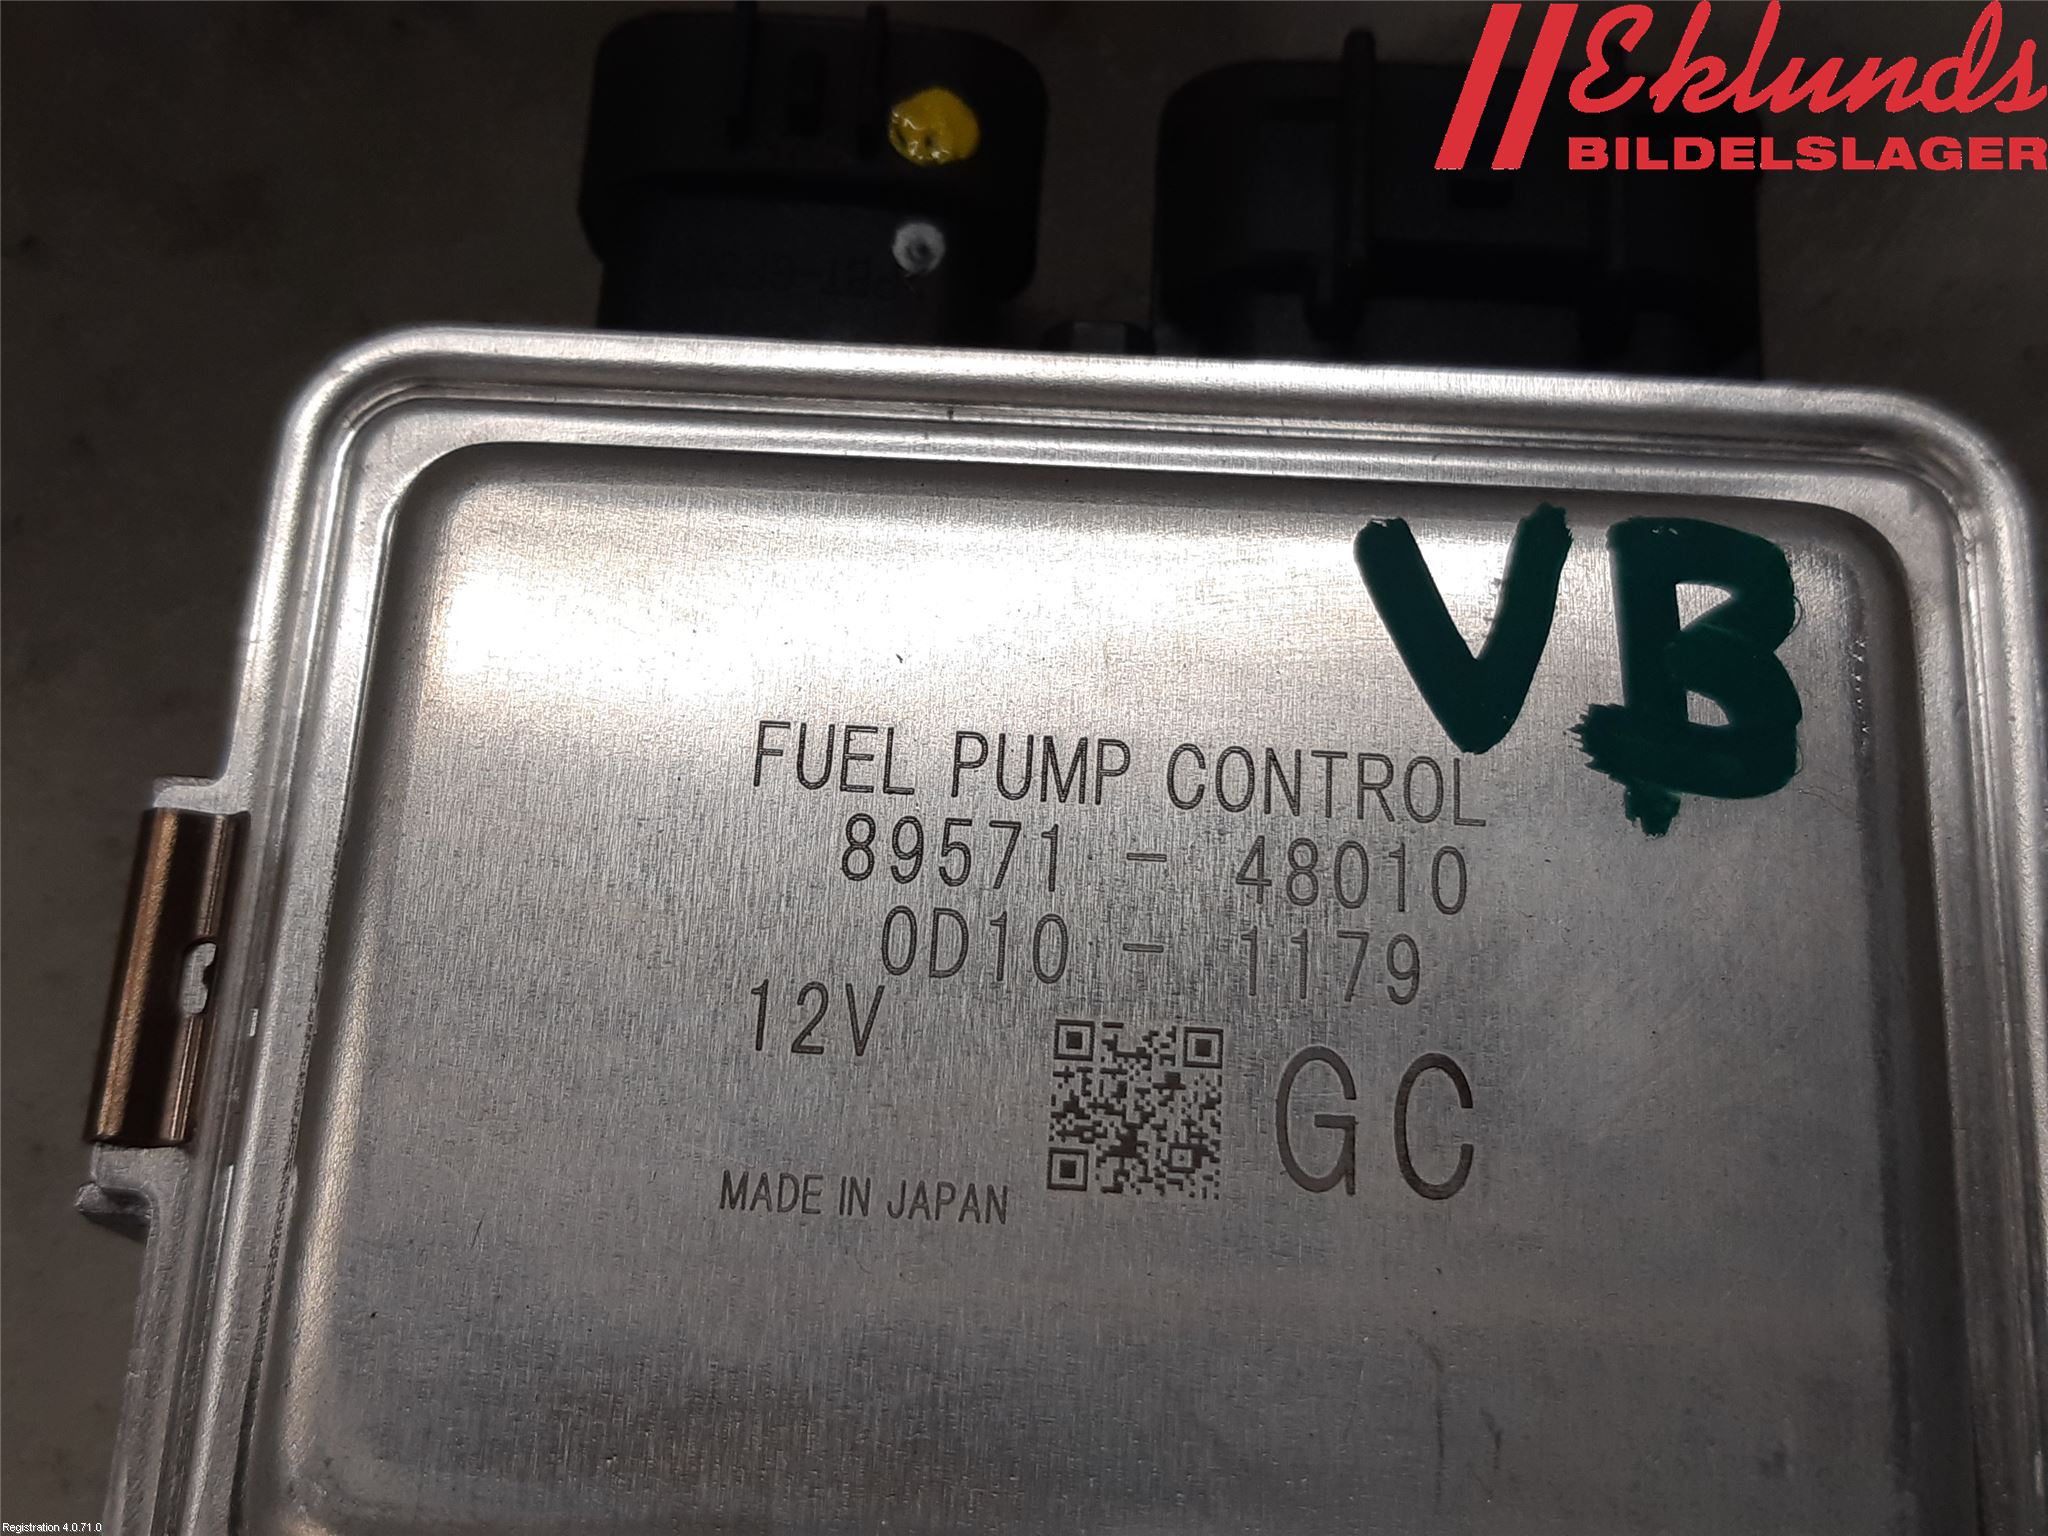 Eklunds
BILDELSLAGER
VB
FUEL PUMP CONTROL
89571 - 48010
0D10 - 1179
12V
GC
MADE IN JAPAN
Registration 4.0.71.0